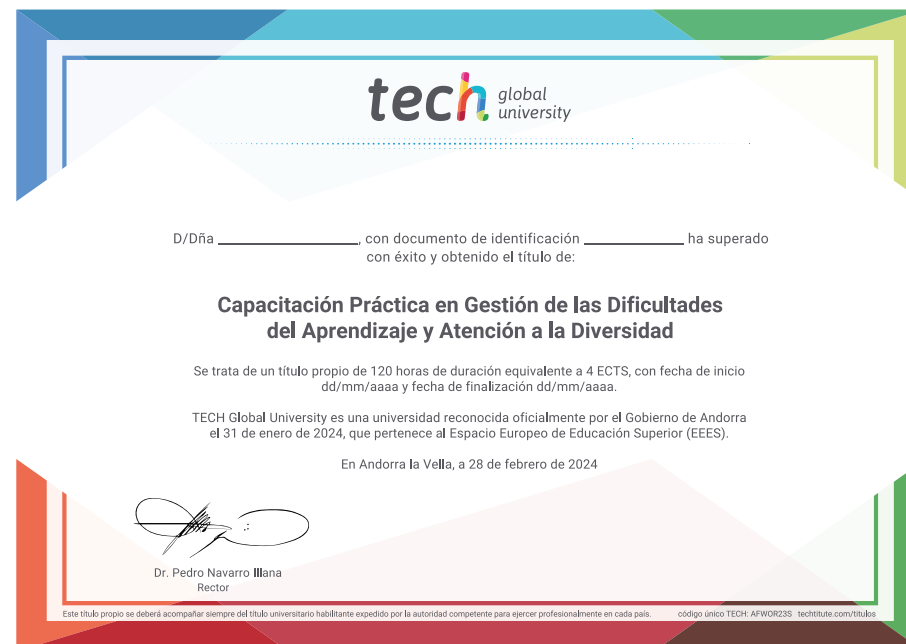 tech global university
D/Dña ______________, con documento de identificación __________ ha superado
con éxito y obtenido el título de:
Capacitación Práctica en Gestión de las Dificultades
del Aprendizaje y Atención a la Diversidad
Se trata de un título propio de 120 horas de duración equivalente a 4 ECTS, con fecha de inicio
dd/mm/aaaa y fecha de finalización dd/mm/aaaa.
TECH Global University es una universidad reconocida oficialmente por el Gobierno de Andorra
el 31 de enero de 2024, que pertenece al Espacio Europeo de Educación Superior (EEES).
En Andorra la Vella, a 28 de febrero de 2024
Dr. Pedro Navarro Illana
Rector
Este título propio se deberá acompañar siempre del título universitario habilitante expedido por la autoridad competente para ejercer profesionalmente en cada país. código único TECH: AFWOR23S techtitute.com/titulos